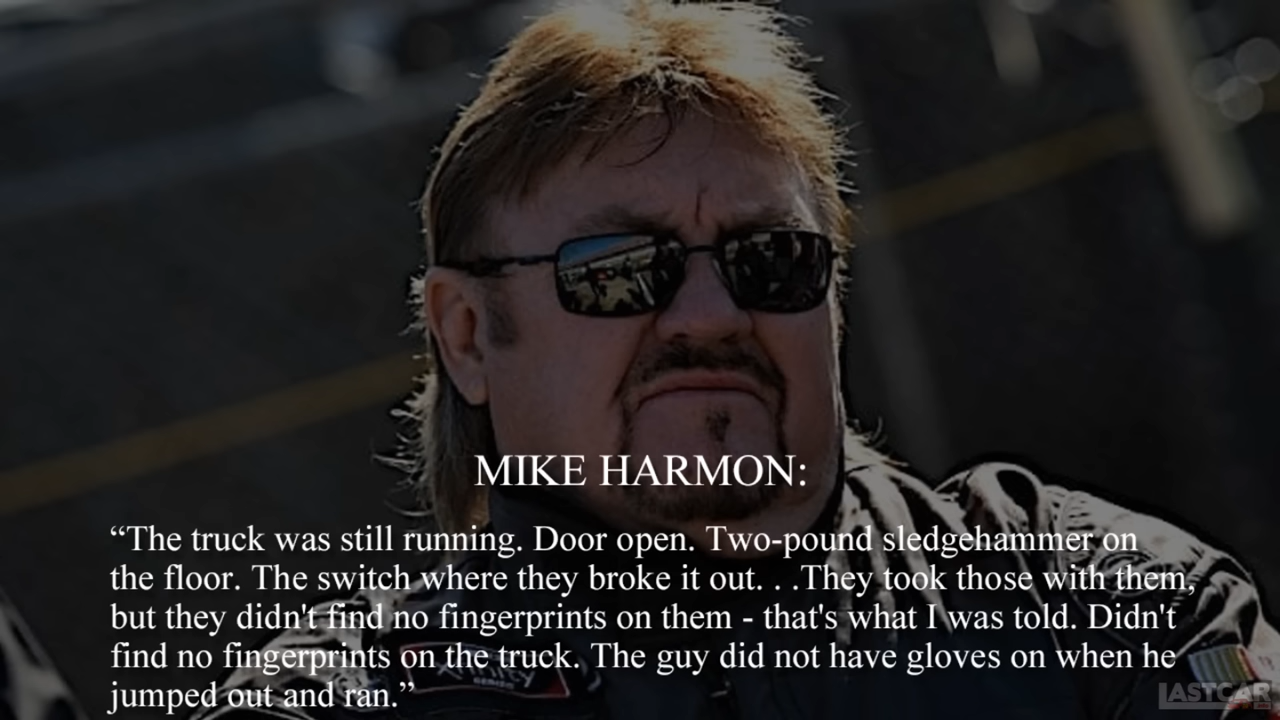 MIKE HARMON:
“The truck was still running. Door open. Two-pound sledgehammer on
the floor. The switch where they broke it out. . .They took those with them,
but they didn't find no fingerprints on them - that's what I was told. Didn't
find no fingerprints on the truck. The guy did not have gloves on when he
jumped out and ran.”
xfinity
SERIES
LASTCAR